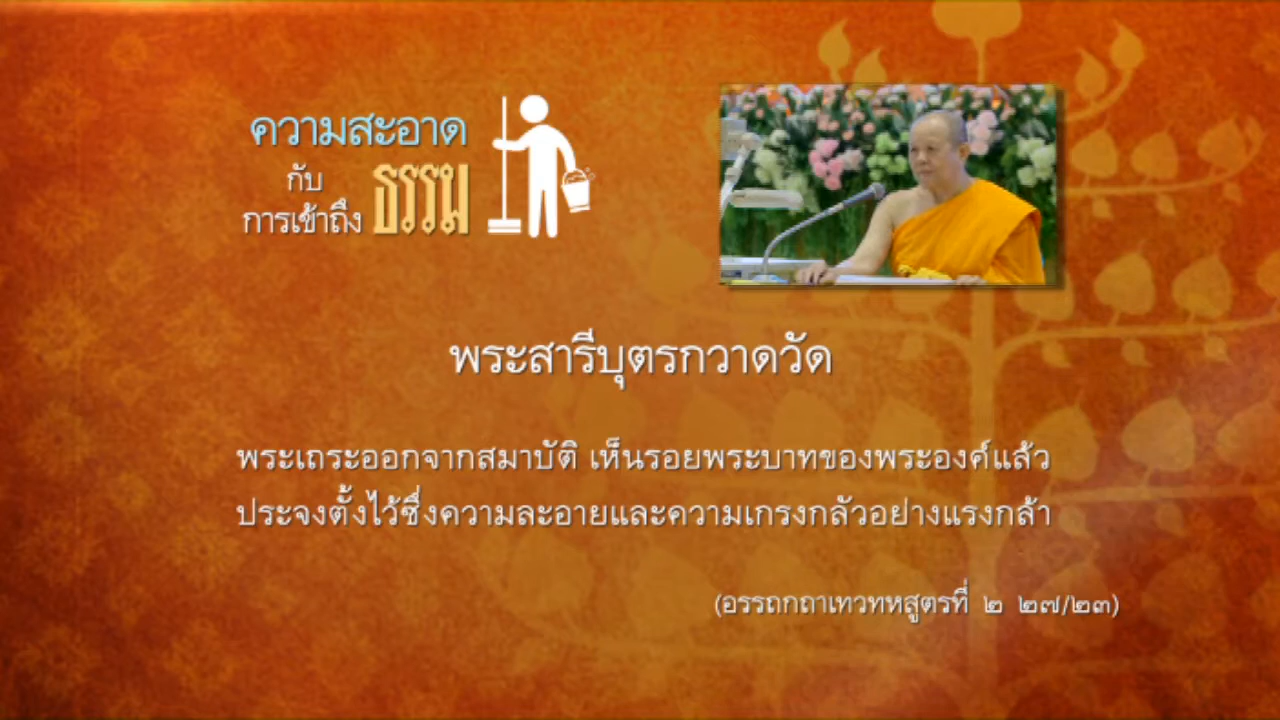 ความสะอาด
กับ
การเข้าถึง ธรรม
พระสารีบุตรกวาดวัด
พระเถระออกจากสมาบัติ เห็นรอยพระบาทของพระองค์แล้ว
ประจงตั้งไว้ซึ่งความละอายและความเกรงกลัวอย่างแรงกล้า
(อรรถกถาเทวทหสูตรที่ ๒ ๒๗/๒๓)